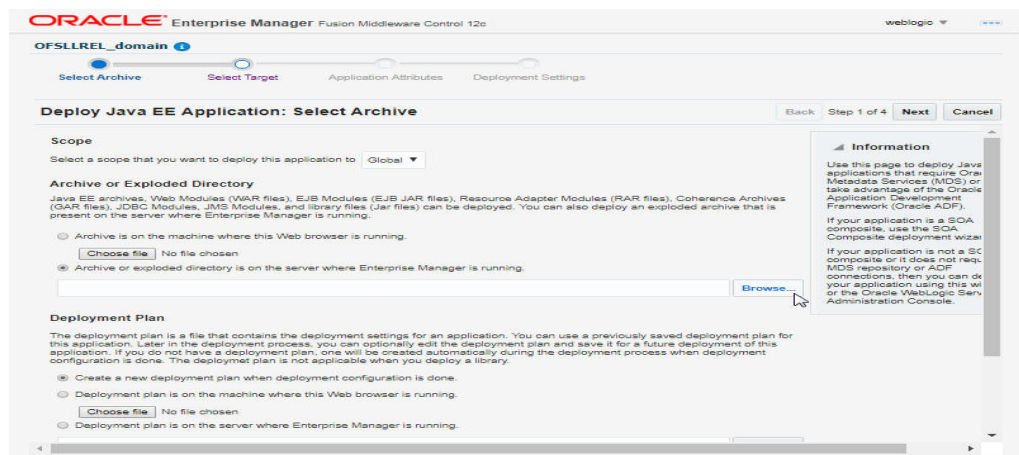 ORACLE Enterprise Manager Fusion Middleware Control 12c
weblogic
OFSLLREL_domain
Select Archive
Select Target
Application Attributes
Deployment Settings
Deploy Java EE Application: Select Archive
Back
Step 1 of 4
Next
Cancel
Scope
Select a scope that you want to deploy this application to
Global
Archive or Exploded Directory
Java EE archives, Web Modules (WAR files), EJB Modules (EJB JAR files), Resource Adapter Modules (RAR files), Coherence Archives
(GAR files), JDBC Modules, JMS Modules, and library files (Jar files) can be deployed. You can also deploy an exploded archive that is
present on the server where Enterprise Manager is running.
Archive is on the machine where this Web browser is running.
Choose file
No file chosen
Archive or exploded directory is on the server where Enterprise Manager is running.
Browse...
Deployment Plan
The deployment plan is a file that contains the deployment settings for an application. You can use a previously saved deployment plan for
this application. Later in the deployment process, you can optionally edit the deployment plan and save it for a future deployment of this
application. If you do not have a deployment plan, one will be created automatically during the deployment process when deployment
configuration is done. The deploymet plan is not applicable when you deploy a library.
Create a new deployment plan when deployment configuration is done.
Deployment plan is on the machine where this Web browser is running.
Choose file
No file chosen
Deployment plan is on the server where Enterprise Manager is running.
Information
Use this page to deploy Java
applications that require Ora
Metadata Services (MDS) or
take advantage of the Oracle
Application Development
Framework (Oracle ADF).
If your application is a SOA
composite, use the SOA
Composite deployment wizar
If your application is not a SO
composite or it does not requ
MDS repository or ADF
connections, then you can de
your application using this wi
or the Oracle WebLogic Serv
Administration Console.